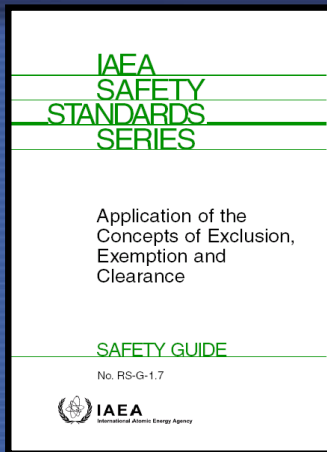 IAEA
SAFETY
STANDARDS
SERIES
Application of the
Concepts of Exclusion,
Exemption and
Clearance
SAFETY GUIDE
No. RS-G-1.7
IAEA
International Atomic Energy Agency